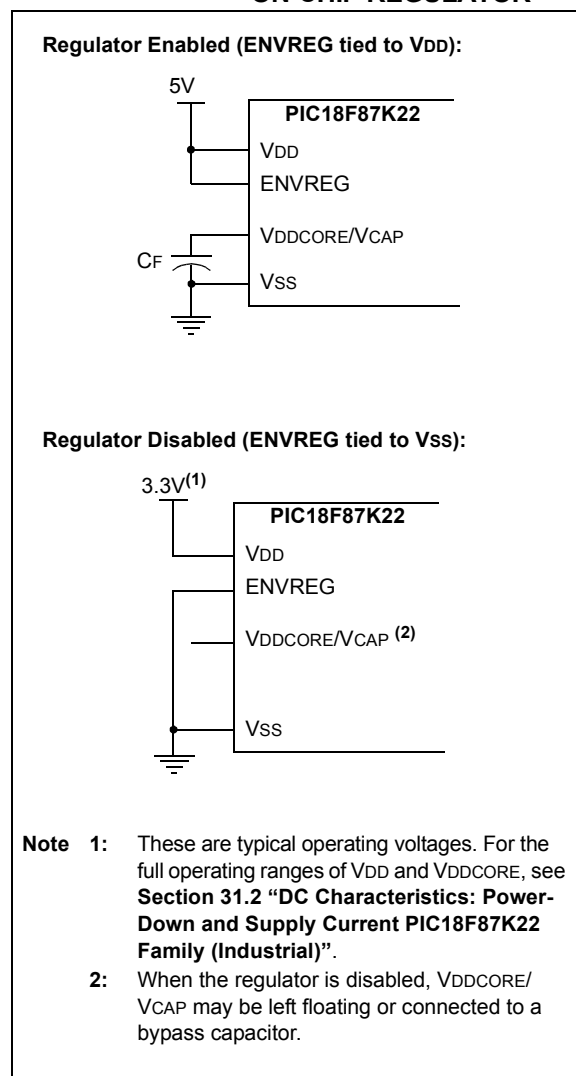 ON-CHIP REGULATOR
Regulator Enabled (ENVREG tied to VDD):
5V
PIC18F87K22
VDD
ENVREG
VDDCORE/VCAP
CF
VSS
Regulator Disabled (ENVREG tied to VSS):
3.3V(1)
PIC18F87K22
VDD
ENVREG
VDDCORE/VCAP (2)
VSS
Note 1: These are typical operating voltages. For the
full operating ranges of VDD and VDDCORE, see
Section 31.2 “DC Characteristics: Power-
Down and Supply Current PIC18F87K22
Family (Industrial)”.
2: When the regulator is disabled, VDDCORE/
VCAP may be left floating or connected to a
bypass capacitor.